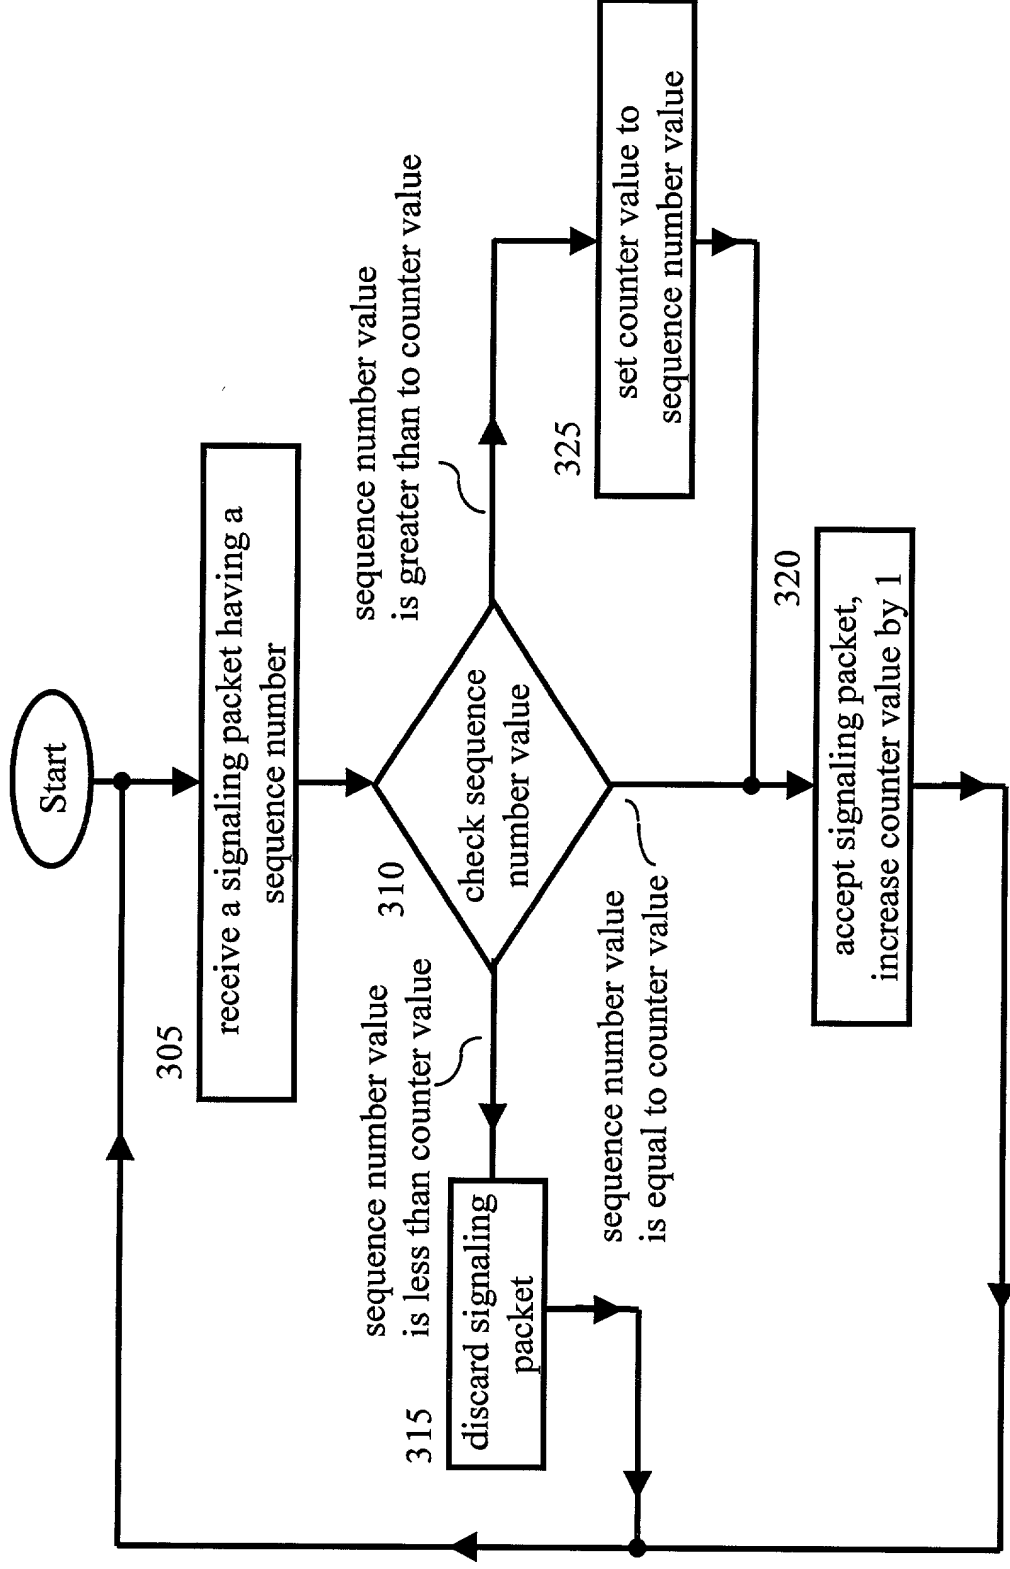 Start
305
receive a signaling packet having a
sequence number
310
check sequence
number value
sequence number value
is less than counter value
sequence number value
is greater than to counter value
315
discard signaling
packet
sequence number value
is equal to counter value
325
set counter value to
sequence number value
320
accept signaling packet,
increase counter value by 1